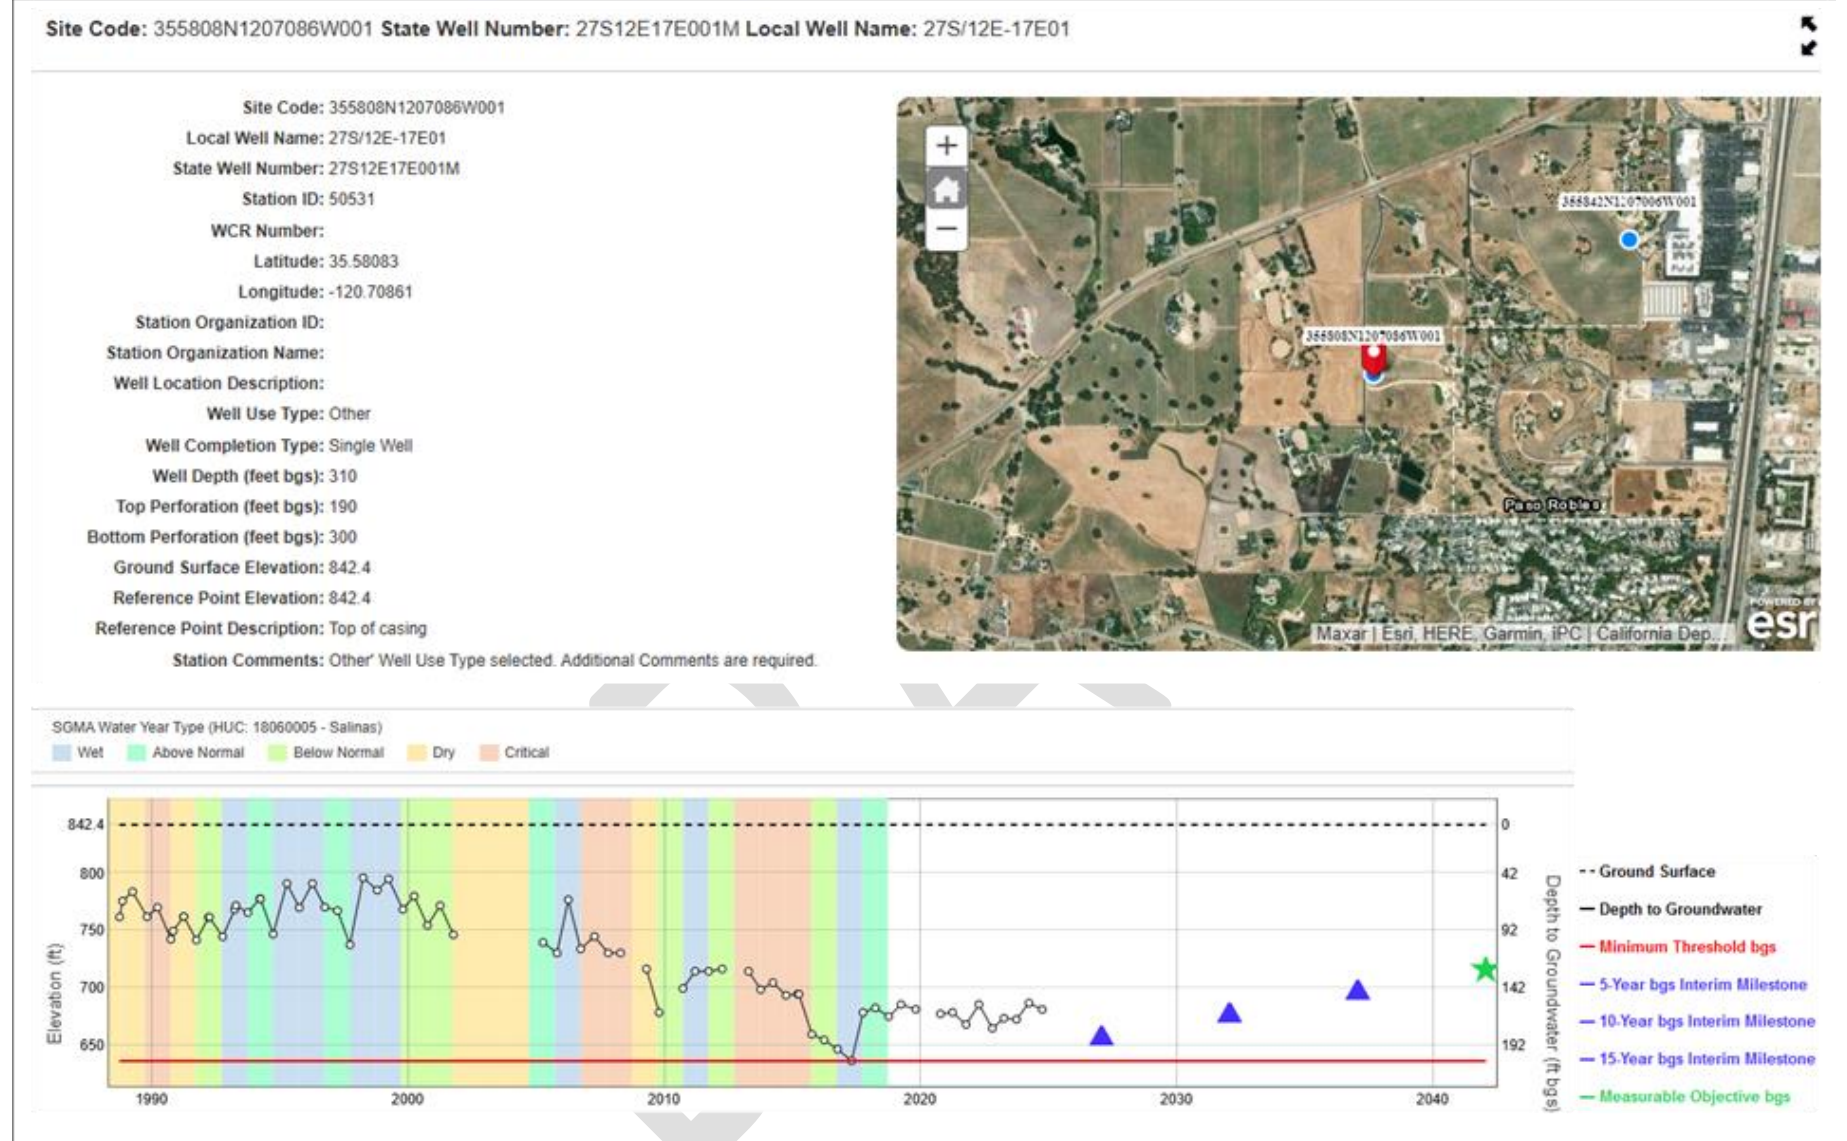 Site Code: 355808N1207086W001 State Well Number: 27S12E17E001M Local Well Name: 27S/12E-17E01
Site Code: 355808N1207086W001
Local Well Name: 27S/12E-17E01
State Well Number: 27S12E17E001M
Station ID: 50531
WCR Number:
Latitude: 35.58083
Longitude: -120.70861
Station Organization ID:
Station Organization Name:
Well Location Description:
Well Use Type: Other
Well Completion Type: Single Well
Well Depth (feet bgs): 310
Top Perforation (feet bgs): 190
Bottom Perforation (feet bgs): 300
Ground Surface Elevation: 842.4
Reference Point Elevation: 842.4
Reference Point Description: Top of casing
Station Comments: Other' Well Use Type selected. Additional Comments are required.
+
−
355842N1207006W001
355808N1207086W001
Paso Robles
POWERED BY
esri
Maxar | Esri, HERE, Garmin, iPC | California Dep...
SGMA Water Year Type (HUC: 18060005 - Salinas)
Wet Above Normal Below Normal Dry Critical
842.4
800
750
700
650
Elevation (ft)
1990 2000 2010 2020 2030 2040
0
42
92
142
192
Depth to Groundwater (ft bgs)
Ground Surface
Depth to Groundwater
Minimum Threshold bgs
5-Year bgs Interim Milestone
10-Year bgs Interim Milestone
15-Year bgs Interim Milestone
Measurable Objective bgs